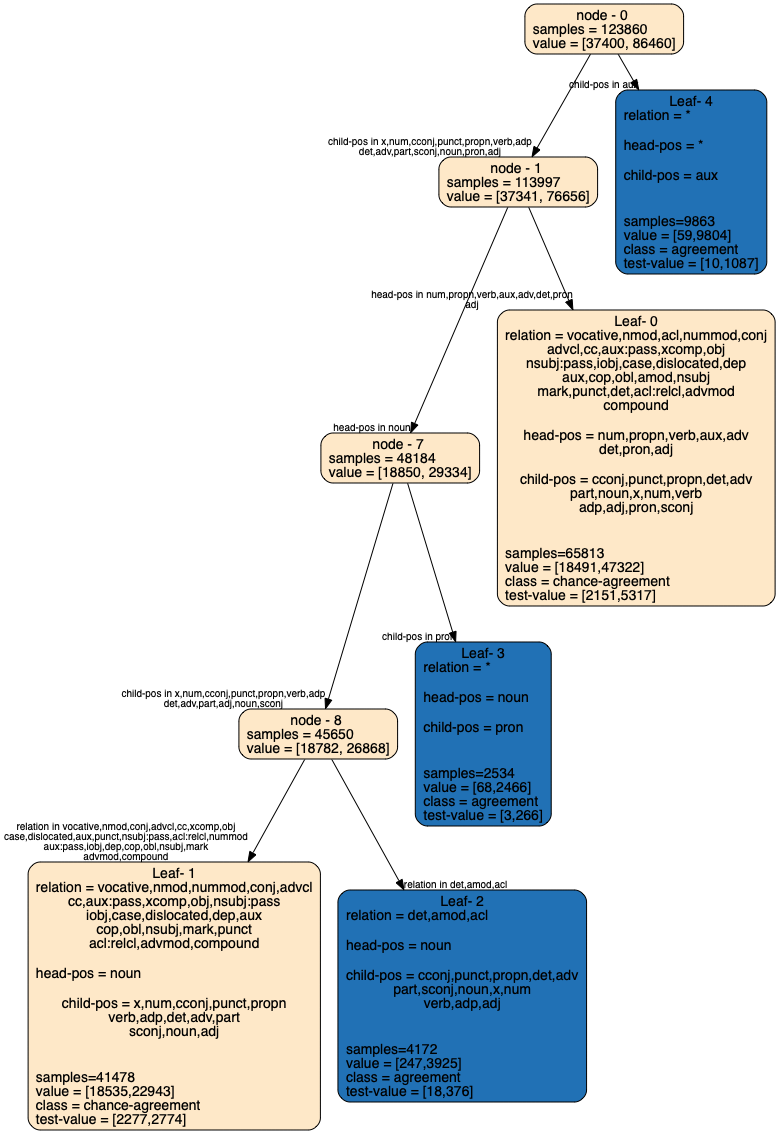 node - 0
samples = 123860
value = [37400, 86460]
child-pos in aux
Leaf- 4
relation = *
head-pos = *
child-pos = aux
samples=9863
value = [59,9804]
class = agreement
test-value = [10,1087]
child-pos in x,num,cconj,punct,propn,verb,adp
det,adv,part,sconj,noun,pron,adj
node - 1
samples = 113997
value = [37341, 76656]
head-pos in num,propn,verb,aux,adv,det,pron
adj
Leaf- 0
relation = vocative,nmod,acl,nummod,conj
advcl,cc,aux:pass,xcomp,obj
nsubj:pass,iobj,case,dislocated,dep
aux,cop,obl,amod,nsubj
mark,punct,det,acl:relcl,advmod
compound
head-pos = num,propn,verb,aux,adv
det,pron,adj
child-pos = cconj,punct,propn,det,adv
part,noun,x,num,verb
adp,adj,pron,sconj
samples=65813
value = [18491,47322]
class = chance-agreement
test-value = [2151,5317]
head-pos in noun
node - 7
samples = 48184
value = [18850, 29334]
child-pos in pron
Leaf- 3
relation = *
head-pos = noun
child-pos = pron
samples=2534
value = [68,2466]
class = agreement
test-value = [3,266]
child-pos in x,num,cconj,punct,propn,verb,adp
det,adv,part,adj,noun,sconj
node - 8
samples = 45650
value = [18782, 26868]
relation in vocative,nmod,conj,advcl,cc,xcomp,obj
case,dislocated,aux,punct,nsubj:pass,acl:relcl,nummod
aux:pass,iobj,dep,cop,obl,nsubj,mark
advmod,compound
Leaf- 1
relation = vocative,nmod,nummod,conj,advcl
cc,aux:pass,xcomp,obj,nsubj:pass
iobj,case,dislocated,dep,aux
cop,obl,nsubj,mark,punct
acl:relcl,advmod,compound
head-pos = noun
child-pos = x,num,cconj,punct,propn
verb,adp,det,adv,part
sconj,noun,adj
samples=41478
value = [18535,22943]
class = chance-agreement
test-value = [2277,2774]
relation in det,amod,acl
Leaf- 2
relation = det,amod,acl
head-pos = noun
child-pos = cconj,punct,propn,det,adv
part,sconj,noun,x,num
verb,adp,adj
samples=4172
value = [247,3925]
class = agreement
test-value = [18,376]